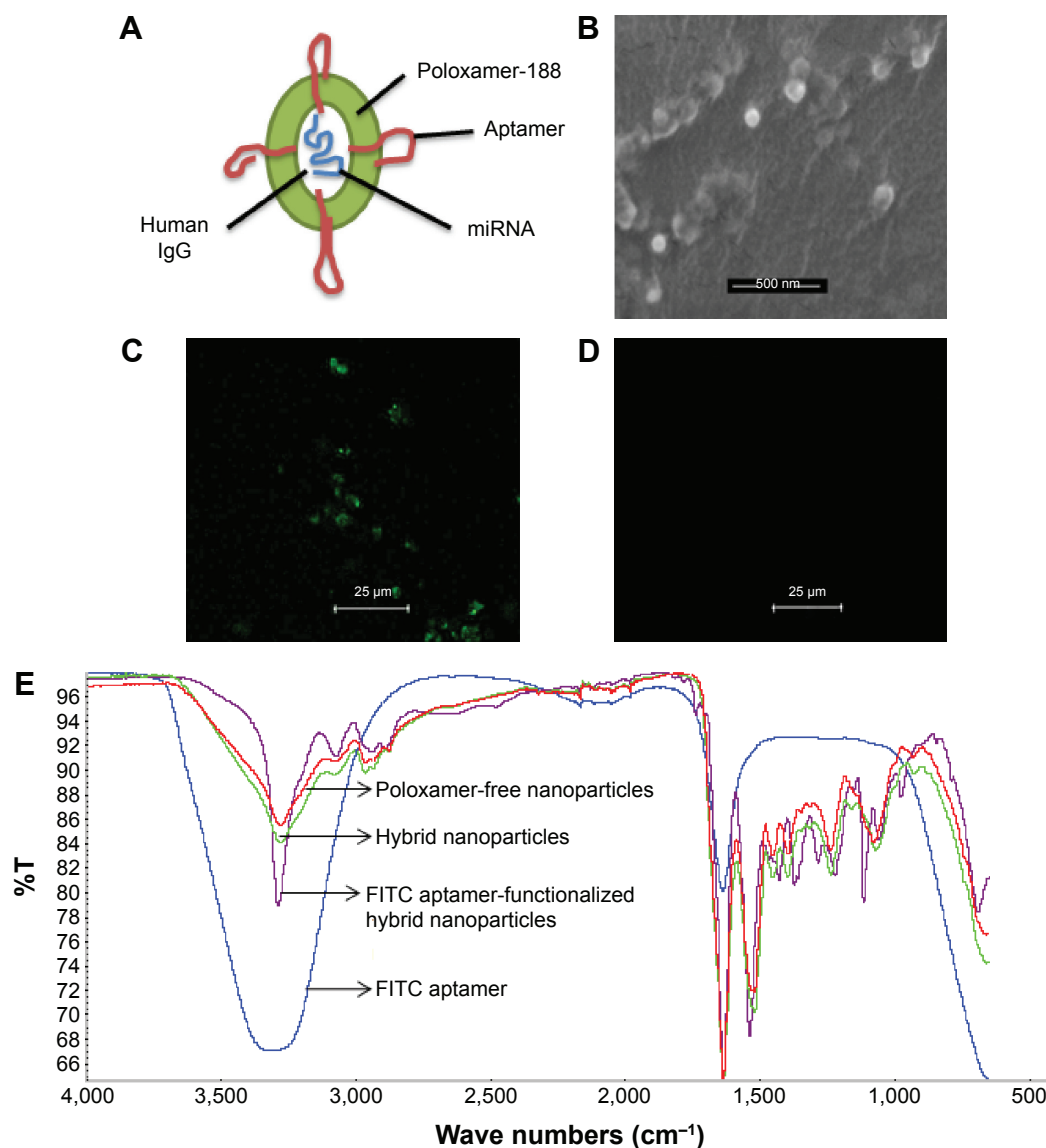 A
Poloxamer-188
Aptamer
Human
IgG
miRNA
B
500 nm
C
25 µm
D
25 µm
E
%T
96
94
92
90
88
86
84
82
80
78
76
74
72
70
68
66
Poloxamer-free nanoparticles
Hybrid nanoparticles
FITC aptamer-functionalized
hybrid nanoparticles
FITC aptamer
4,000 3,500 3,000 2,500 2,000 1,500 1,000 500
Wave numbers (cm⁻¹)